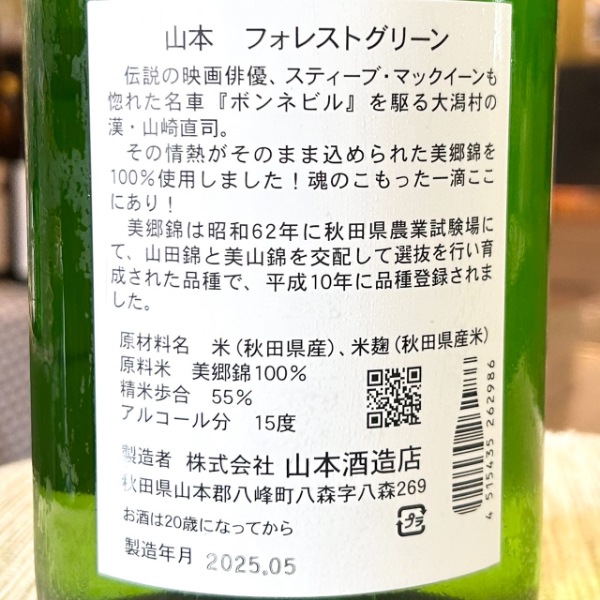 山本　フォレストグリーン
伝説の映画俳優、スティーブ・マックイーンも
惚れた名車『ボンネビル』を駆る大潟村の
漢・山崎直司。
その情熱がそのまま込められた美郷錦を
100%使用しました！魂のこもった一滴ここ
にあり！
美郷錦は昭和62年に秋田県農業試験場に
て、山田錦と美山錦を交配して選抜を行い育
成された品種で、平成10年に品種登録されま
した。
原材料名　米（秋田県産）、米麹（秋田県産米）
原料米　美郷錦100%
精米歩合　55%
アルコール分　15度
製造者 株式会社 山本酒造店
秋田県山本郡八峰町八森字八森269
お酒は20歳になってから
製造年月 2025.05
プラ
4 515435 262986